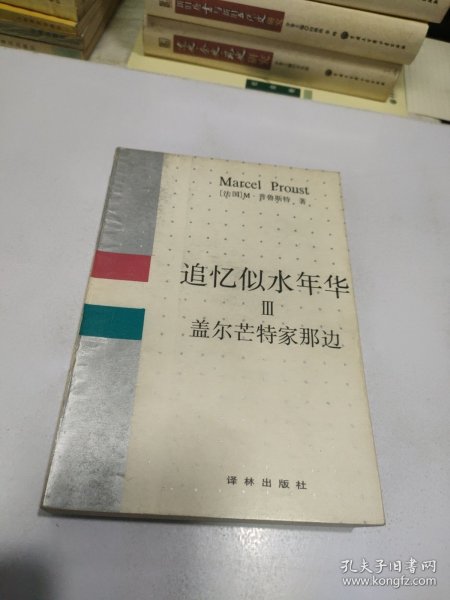 Marcel Proust
[法国]M·普鲁斯特 著
追忆似水年华
Ⅲ
盖尔芒特家那边
译林出版社
孔夫子旧书网
www.kongfz.com